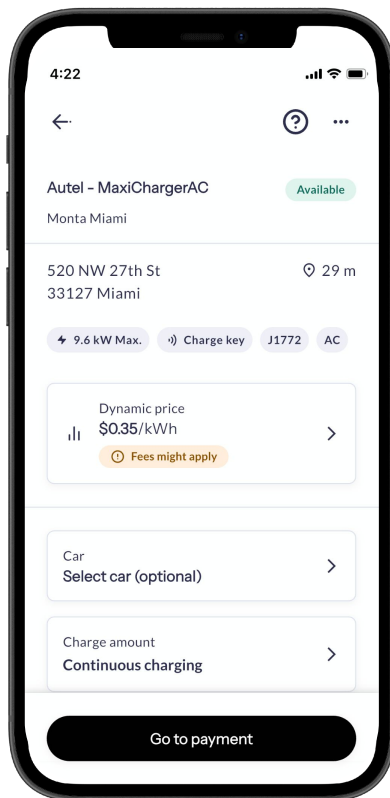 4:22
Autel - MaxiChargerAC
Available
Monta Miami
520 NW 27th St
29 m
33127 Miami
9.6 kW Max.
Charge key
J1772
AC
Dynamic price
$0.35/kWh
Fees might apply
Car
Select car (optional)
Charge amount
Continuous charging
Go to payment